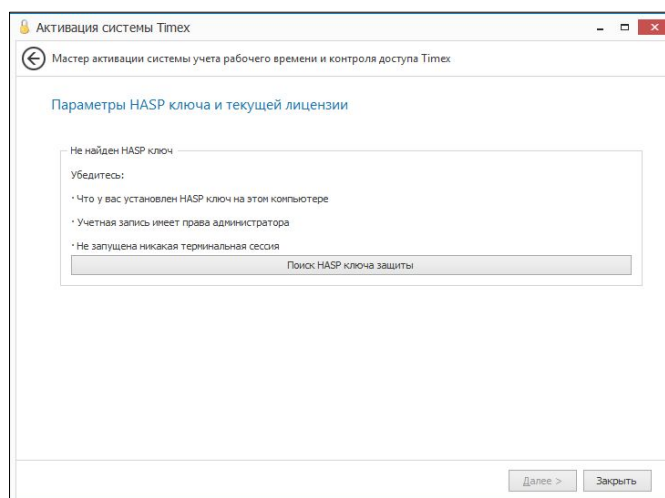 Активация системы Timex
Мастер активации системы учета рабочего времени и контроля доступа Timex
Параметры HASP ключа и текущей лицензии
Не найден HASP ключ
Убедитесь:
· Что у вас установлен HASP ключ на этом компьютере
· Учетная запись имеет права администратора
· Не запущена никакая терминальная сессия
Поиск HASP ключа защиты
Далее >
Закрыть